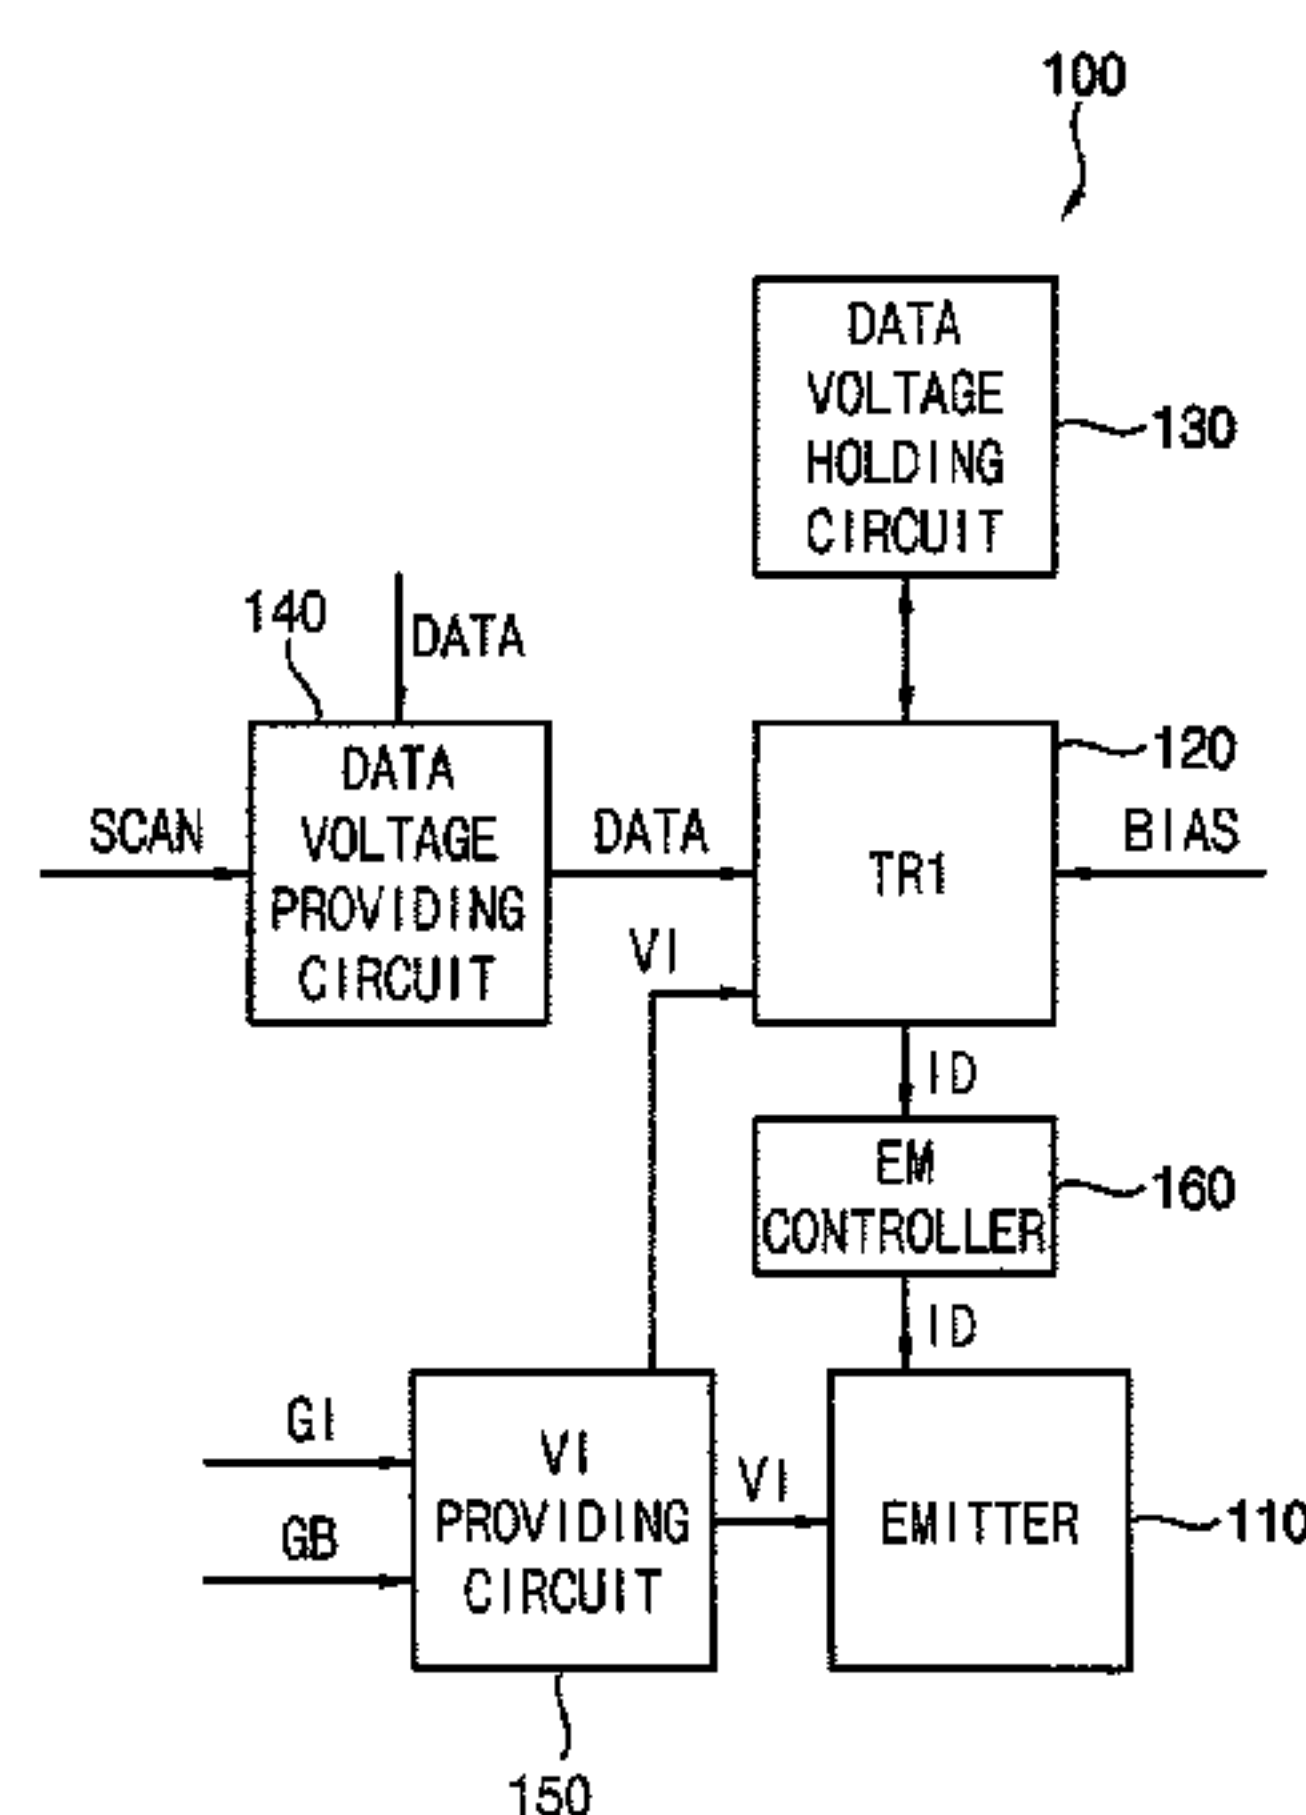 100
DATA
VOLTAGE
HOLDING
CIRCUIT
130
140
DATA
120
DATA
VOLTAGE
PROVIDING
CIRCUIT
SCAN
DATA
TR1
BIAS
VI
ID
EM
CONTROLLER
160
ID
GI
GB
VI
PROVIDING
CIRCUIT
VI
EMITTER
110
150